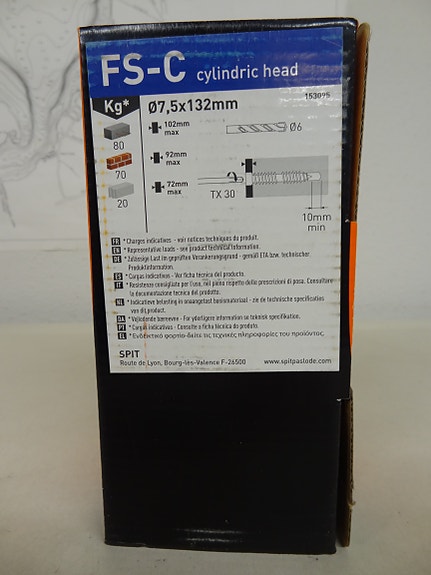 FS-C cylindric head
Kg*
Ø7,5x132mm
153095
80
102mm
max
Ø6
70
92mm
max
20
72mm
max
TX 30
10mm
min
FR * Charges indicatives - voir notices techniques du produit.
EN * Representative loads - see product technical information.
DE * Zulässige Last im geprüften Verankerungsgrund - gemäß ETA bzw. technischer
Produktinformation.
ES * Cargas indicativas - Ver ficha técnica del producto.
IT * Resistenze consigliate per l'uso, nel pieno rispetto delle prescrizioni di posa. Consultare
la documentazione tecnica del prodotto.
NL * Indicatieve belasting in onaangetast basismateriaal - zie de technische specificatie
van dit product.
DA * Vejledende bæreevne - For yderligere information se teknisk specifikation.
PT * Cargas indicativas - Consulte a ficha técnica do produto.
EL * Ενδεικτικό φορτίο-δείτε τις τεχνικές πληροφορίες του προϊόντος.
SPIT
Route de Lyon, Bourg-lès-Valence F-26500
www.spitpaslode.com